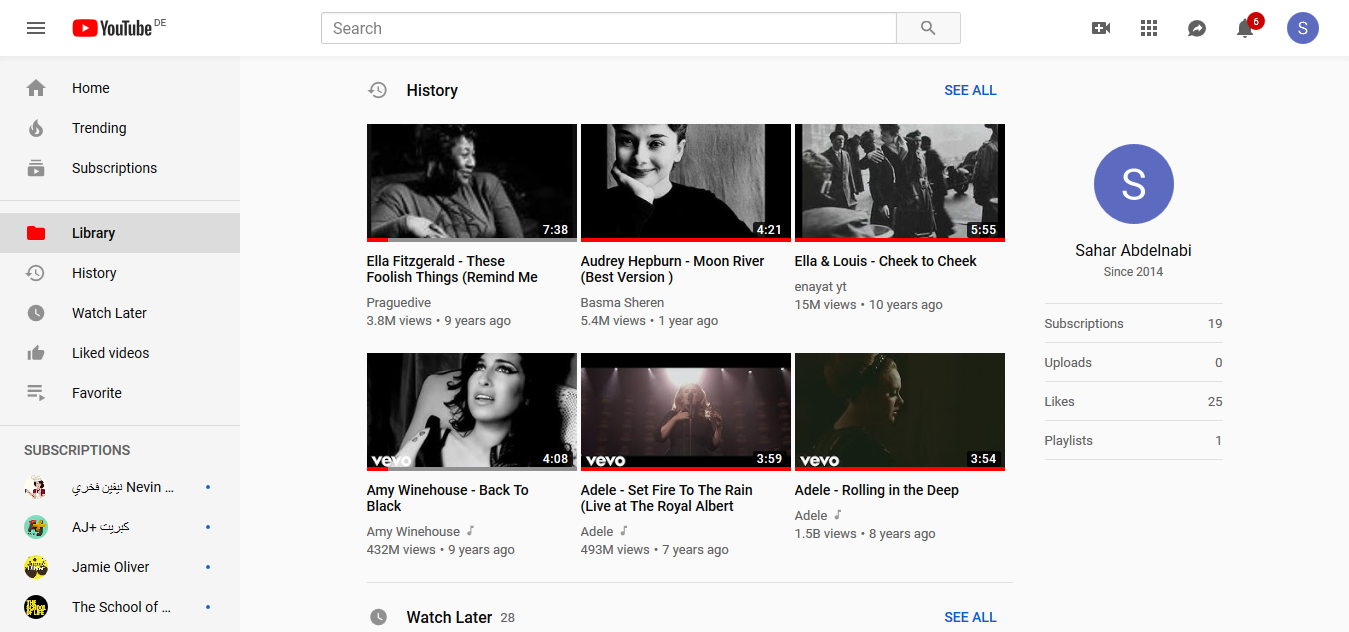 YouTube DE
Search
6
S
Home
Trending
Subscriptions
Library
History
Watch Later
Liked videos
Favorite
SUBSCRIPTIONS
نيفين فخري Nevin ...
AJ+ كبريت
Jamie Oliver
THE SCHOOL OF LIFE
The School of ...
History
SEE ALL
7:38
4:21
5:55
Ella Fitzgerald - These
Foolish Things (Remind Me
Praguedive
3.8M views • 9 years ago
Audrey Hepburn - Moon River
(Best Version )
Basma Sheren
5.4M views • 1 year ago
Ella & Louis - Cheek to Cheek
enayat yt
15M views • 10 years ago
vevo 4:08
vevo 3:59
vevo 3:54
Amy Winehouse - Back To
Black
Amy Winehouse
432M views • 9 years ago
Adele - Set Fire To The Rain
(Live at The Royal Albert
Adele
493M views • 7 years ago
Adele - Rolling in the Deep
Adele
1.5B views • 8 years ago
Watch Later 28
SEE ALL
S
Sahar Abdelnabi
Since 2014
Subscriptions 19
Uploads 0
Likes 25
Playlists 1